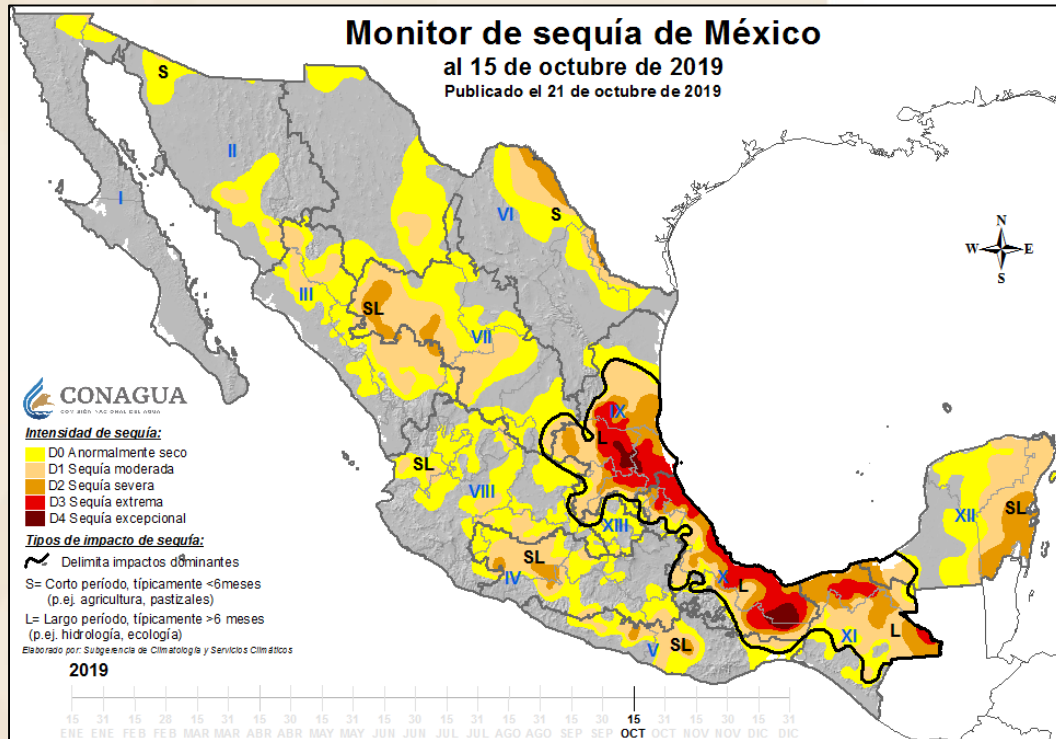 Monitor de sequía de México
al 15 de octubre de 2019
Publicado el 21 de octubre de 2019
S
II
I
VI
S
N
W E
S
III
SL
VII
CONAGUA
COMISIÓN NACIONAL DEL AGUA
Intensidad de sequía:
D0 Anormalmente seco
D1 Sequía moderada
D2 Sequía severa
D3 Sequía extrema
D4 Sequía excepcional
Tipos de impacto de sequía:
Delimita impactos dominantes
S= Corto período, típicamente <6meses
(p.ej. agricultura, pastizales)
L= Largo período, típicamente >6 meses
(p.ej. hidrología, ecología)
Elaborado por: Subgerencia de Climatología y Servicios Climáticos
IX
L
SL
VIII
XIII
XII
SL
IV
SL
X
L
V
SL
XI
L
2019
15 31 15 28 15 31 15 30 15 31 15 30 15 31 15 31 15 30 15 31 15 30 15 31
ENE ENE FEB FEB MAR MAR ABR ABR MAY MAY JUN JUN JUL JUL AGO AGO SEP SEP OCT OCT NOV NOV DIC DIC